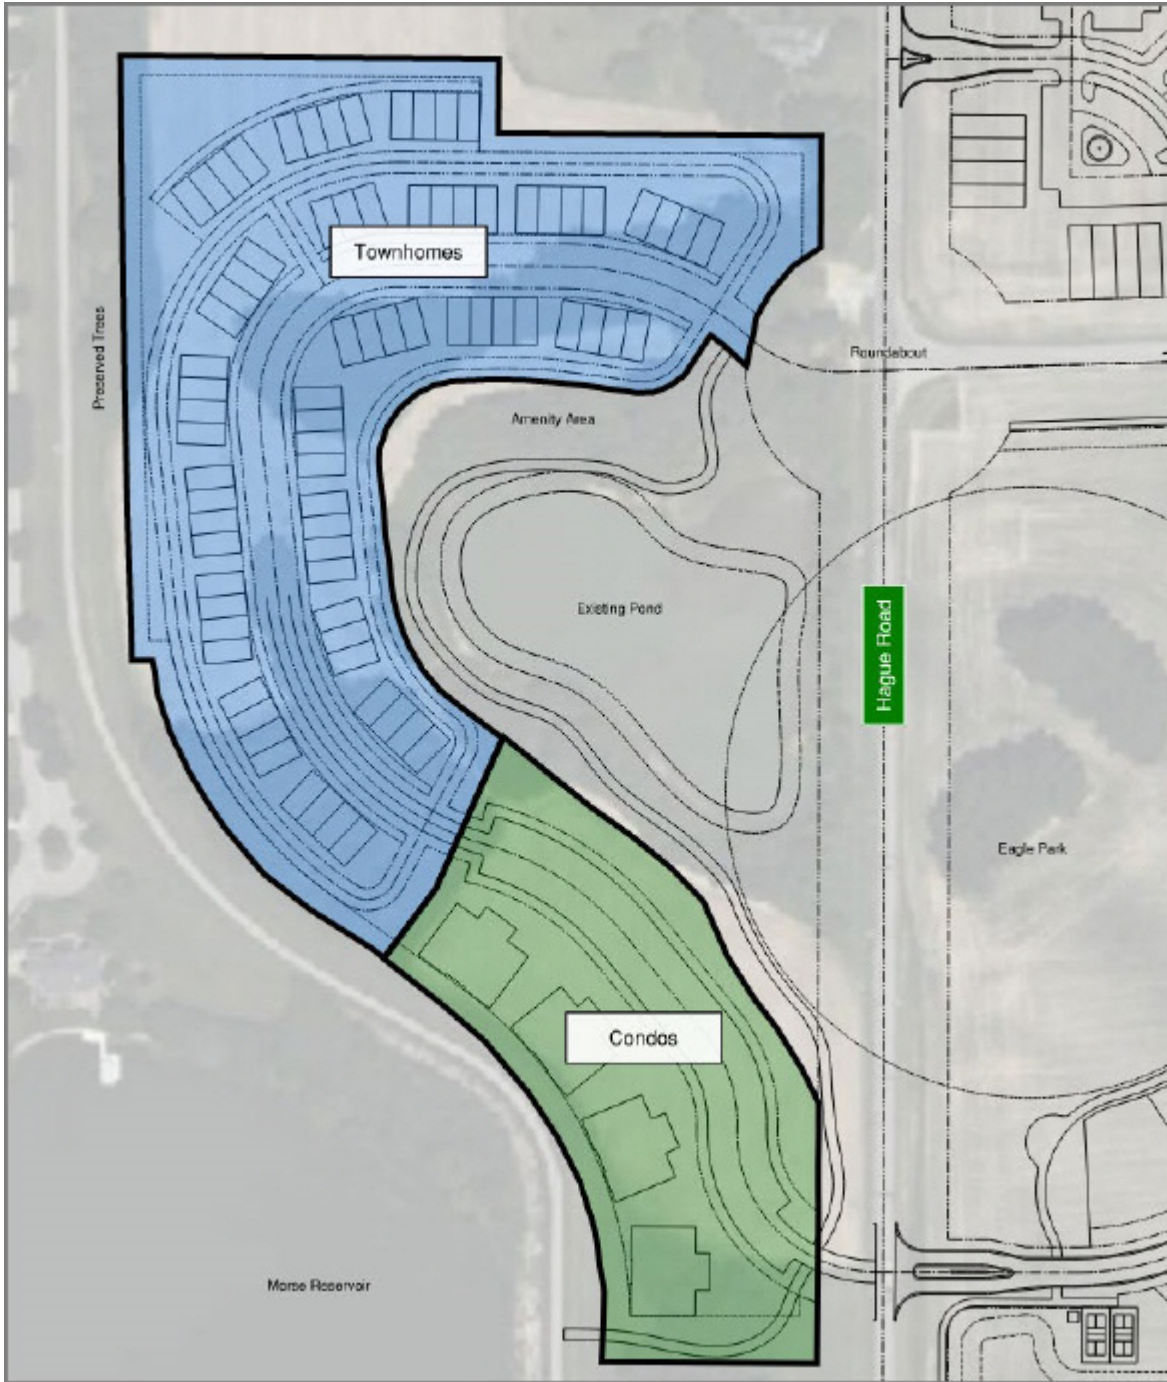 Townhomes
Preserved Trees
Roundabout
Amenity Area
Existing Pond
Hague Road
Eagle Park
Condos
Morse Reservoir